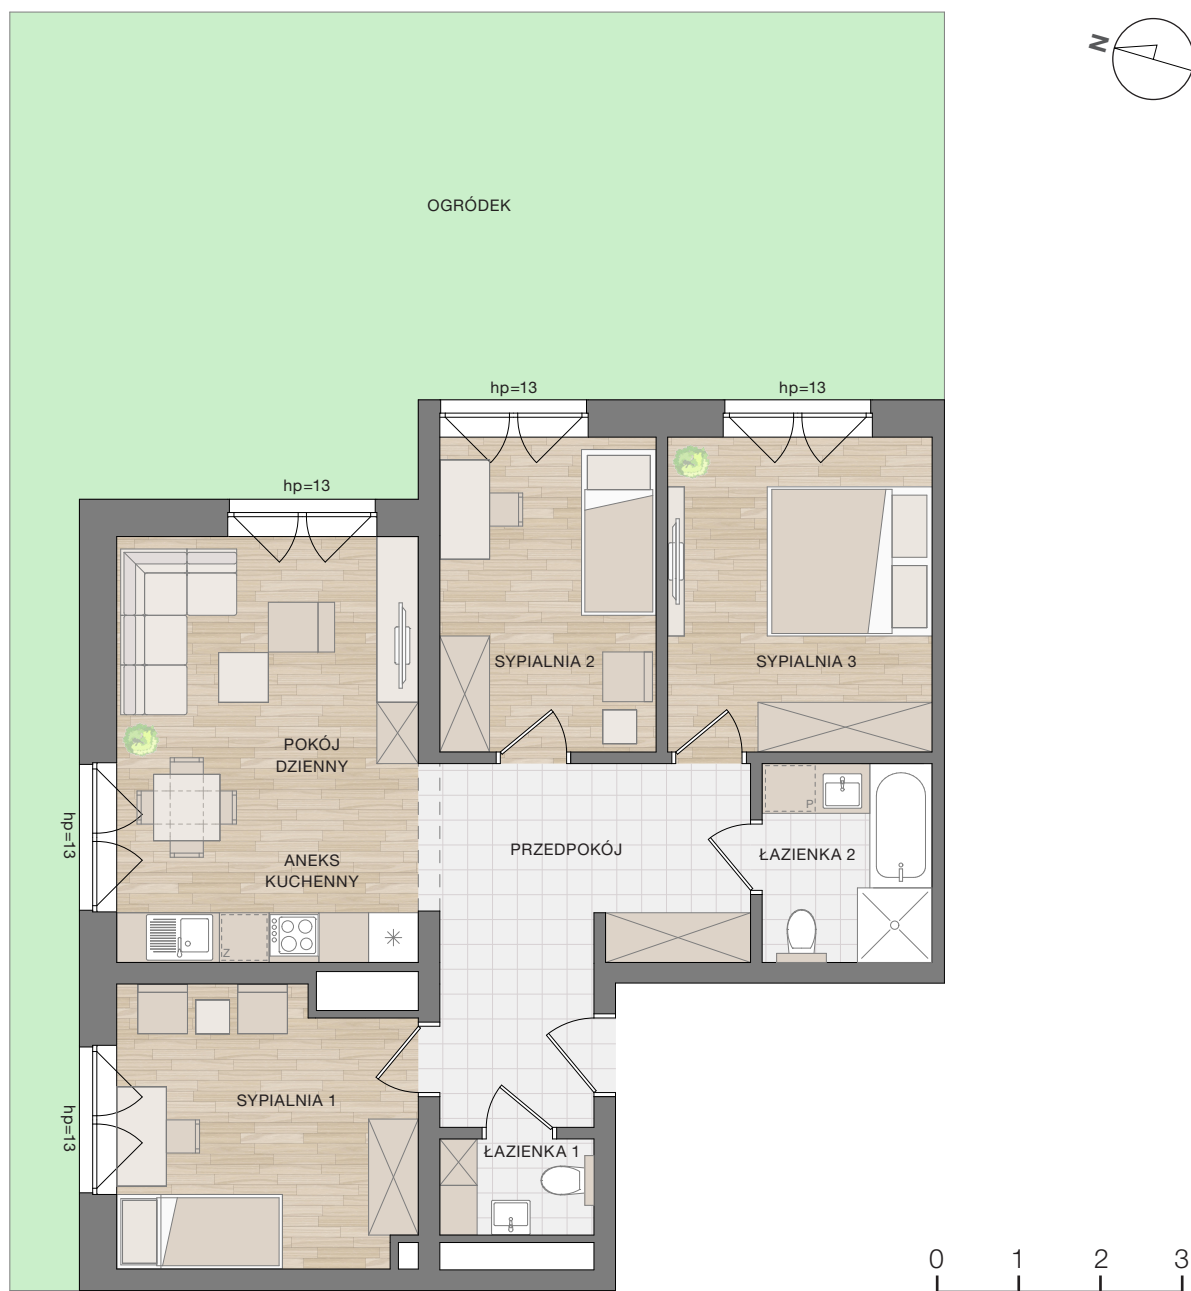 N
OGRÓDEK
hp=13
hp=13
hp=13
SYPIALNIA 2
SYPIALNIA 3
POKÓJ
DZIENNY
hp=13
P
PRZEDPOKÓJ
ŁAZIENKA 2
ANEKS
KUCHENNY
Z
SYPIALNIA 1
hp=13
ŁAZIENKA 1
0 1 2 3